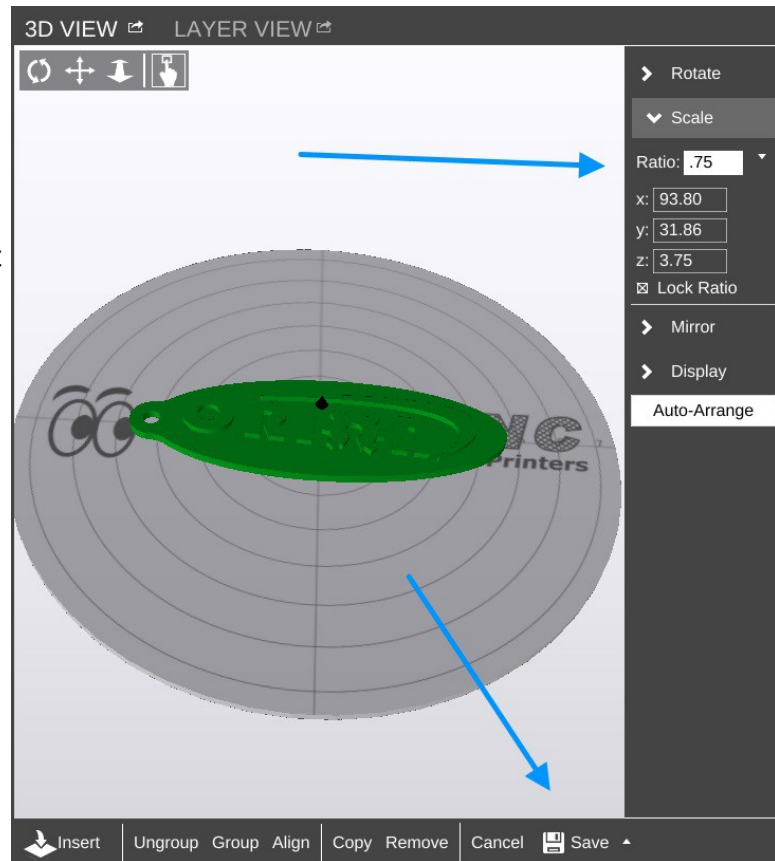 3D VIEW LAYER VIEW
Rotate
Scale
Ratio: .75
x: 93.80
y: 31.86
z: 3.75
Lock Ratio
Mirror
Display
Auto-Arrange
NC
Printers
Insert Ungroup Group Align Copy Remove Cancel Save